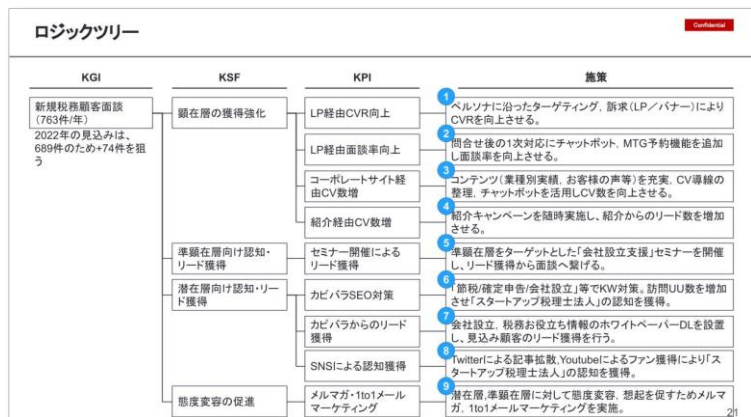 ロジックツリー
Confidential
KGI
KSF
KPI
施策
新規税務顧客面談
(763件/年)
2022年の見込みは、
689件のため+74件を狙
う
顕在層の獲得強化
LP経由CVR向上
1
ペルソナに沿ったターゲティング, 訴求(LP/バナー)により
CVRを向上させる。
LP経由面談率向上
2
問合せ後の1次対応にチャットボット, MTG予約機能を追加
し面談率を向上させる。
コーポレートサイト経
由CV数増
3
コンテンツ(業種別実績, お客様の声等)を充実, CV導線の
整理, チャットボットを活用しCV数を向上させる。
紹介経由CV数増
4
紹介キャンペーンを随時実施し、紹介からのリード数を増加
させる。
準顕在層向け認知・
リード獲得
セミナー開催による
リード獲得
5
準顕在層をターゲットとした「会社設立支援」セミナーを開催
し、リード獲得から面談へ繋げる。
潜在層向け認知・リー
ド獲得
カピバラSEO対策
6
「節税/確定申告/会社設立」等でKW対策。訪問UU数を増加
させ「スタートアップ税理士法人」の認知を獲得。
カピバラからのリード
獲得
7
会社設立, 税務お役立ち情報のホワイトペーパーDLを設置
し、見込み顧客のリード獲得を行う。
SNSによる認知獲得
8
Twitterによる記事拡散,Youtubeによるファン獲得により「ス
タートアップ税理士法人」の認知を獲得。
態度変容の促進
メルマガ・1to1メール
マーケティング
9
潜在層,準顕在層に対して態度変容, 想起を促すためメルマ
ガ, 1to1メールマーケティングを実施。
21